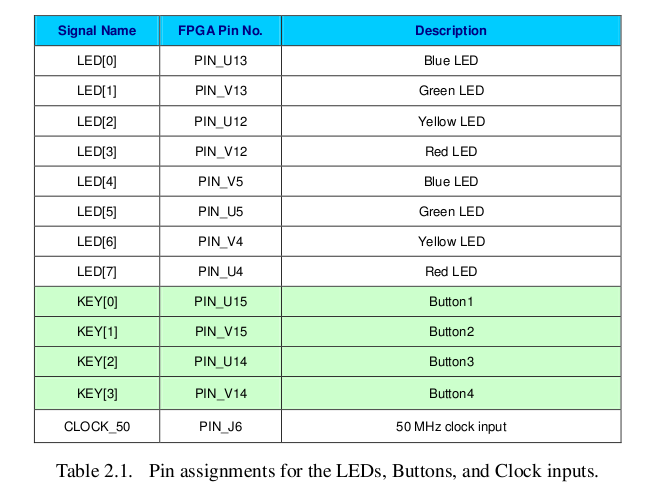 Signal Name FPGA Pin No. Description
LED[0] PIN_U13 Blue LED
LED[1] PIN_V13 Green LED
LED[2] PIN_U12 Yellow LED
LED[3] PIN_V12 Red LED
LED[4] PIN_V5 Blue LED
LED[5] PIN_U5 Green LED
LED[6] PIN_V4 Yellow LED
LED[7] PIN_U4 Red LED
KEY[0] PIN_U15 Button1
KEY[1] PIN_V15 Button2
KEY[2] PIN_U14 Button3
KEY[3] PIN_V14 Button4
CLOCK_50 PIN_J6 50 MHz clock input
Table 2.1. Pin assignments for the LEDs, Buttons, and Clock inputs.